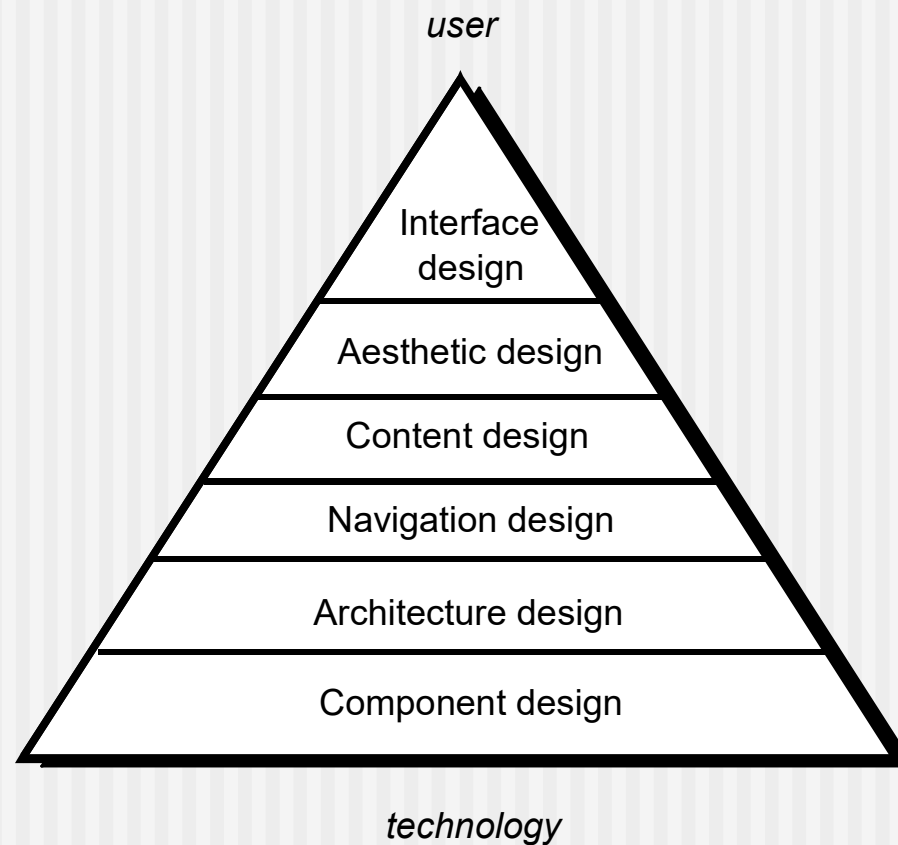 user
Interface
design
Aesthetic design
Content design
Navigation design
Architecture design
Component design
technology